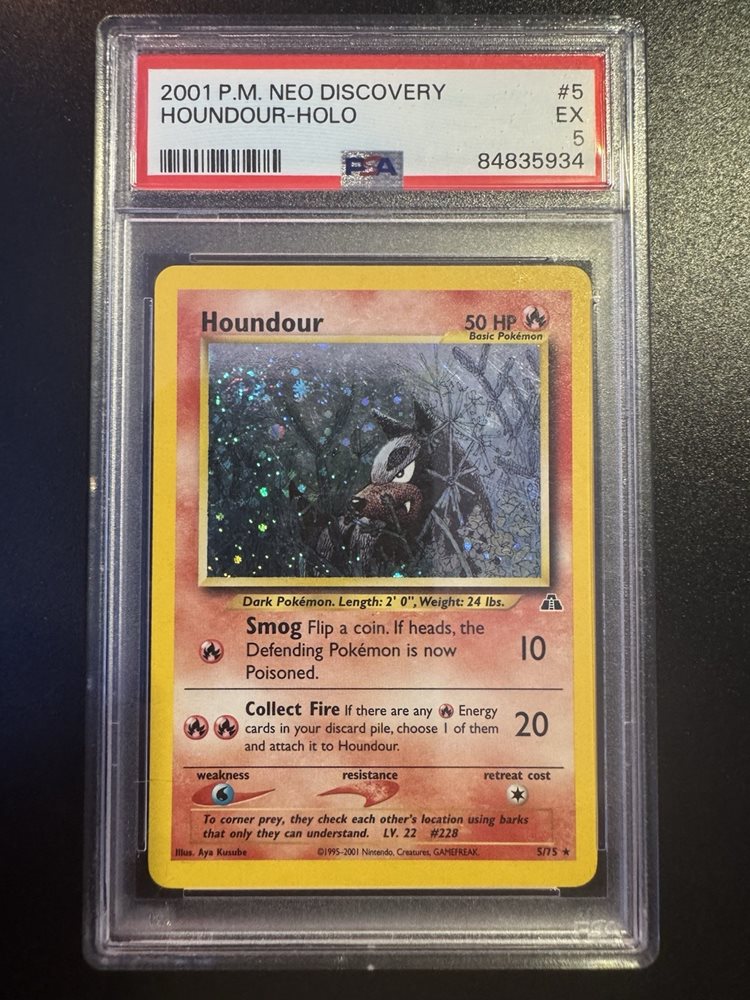 2001 P.M. NEO DISCOVERY #5
HOUNDOUR-HOLO EX
5
PSA 84835934
Houndour 50 HP
Basic Pokémon
Dark Pokémon. Length: 2' 0", Weight: 24 lbs.
Smog Flip a coin. If heads, the
Defending Pokémon is now 10
Poisoned.
Collect Fire If there are any Energy
cards in your discard pile, choose 1 of them 20
and attach it to Houndour.
weakness resistance retreat cost
To corner prey, they check each other's location using barks
that only they can understand. LV. 22 #228
Illus. Aya Kusube ©1995-2001 Nintendo, Creatures, GAMEFREAK. 5/75 ★